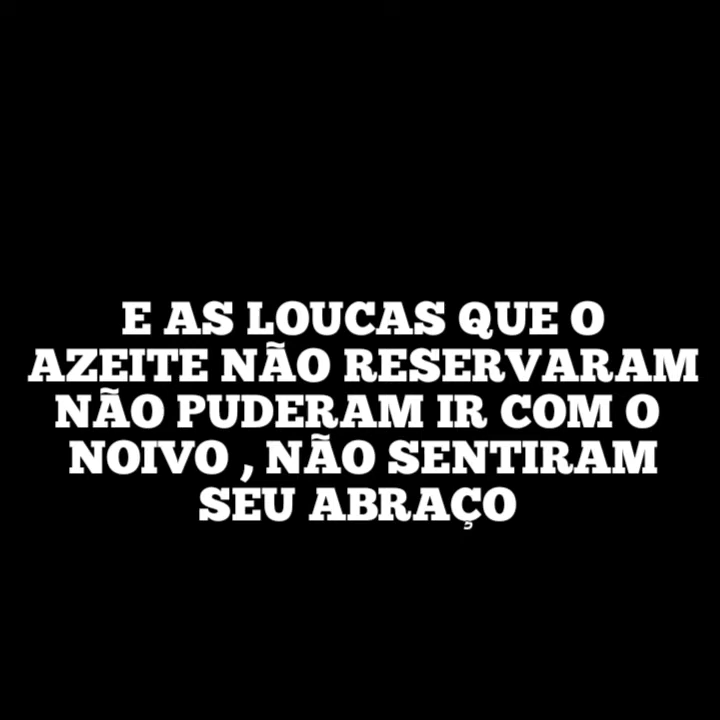 E AS LOUCAS QUE O
AZEITE NÃO RESERVARAM
NÃO PUDERAM IR COM O
NOIVO , NÃO SENTIRAM
SEU ABRAÇO